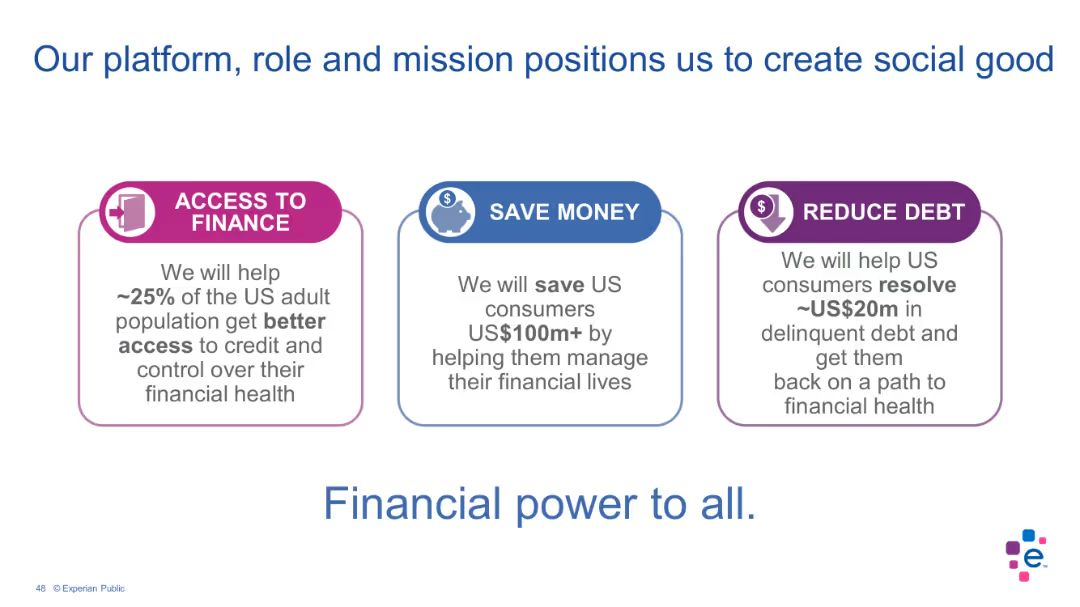 Our platform, role and mission positions us to create social good
ACCESS TO
FINANCE
We will help
~25% of the US adult
population get better
access to credit and
control over their
financial health
$
SAVE MONEY
We will save US
consumers
US$100m+ by
helping them manage
their financial lives
$
REDUCE DEBT
We will help US
consumers resolve
~US$20m in
delinquent debt and
get them
back on a path to
financial health
Financial power to all.
e™
48 © Experian Public